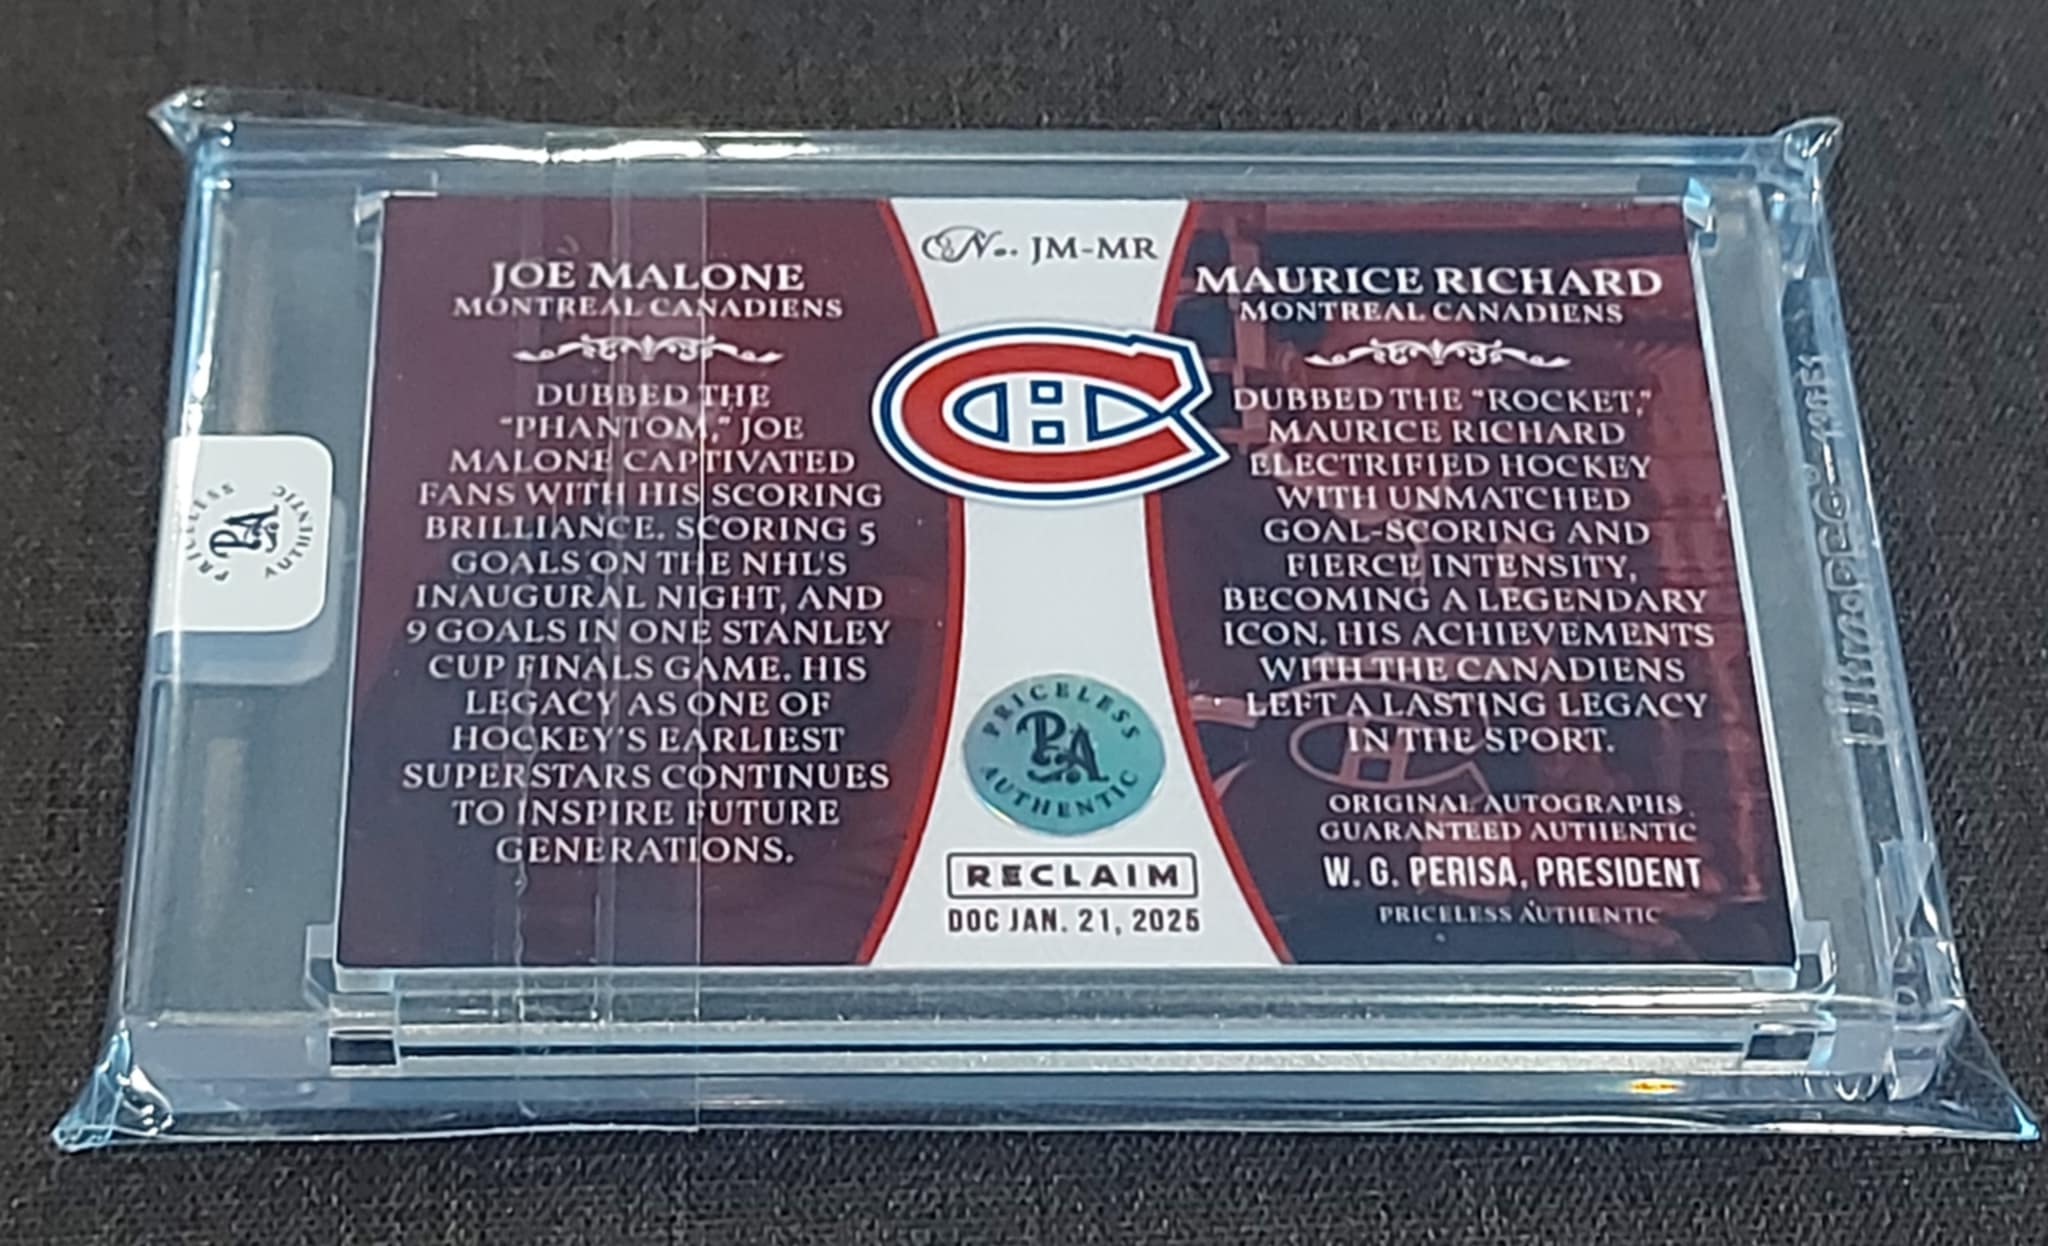 No. JM-MR
JOE MALONE
MONTREAL CANADIENS
DUBBED THE
"PHANTOM," JOE
MALONE CAPTIVATED
FANS WITH HIS SCORING
BRILLIANCE. SCORING 5
GOALS ON THE NHL'S
INAUGURAL NIGHT, AND
9 GOALS IN ONE STANLEY
CUP FINALS GAME. HIS
LEGACY AS ONE OF
HOCKEY'S EARLIEST
SUPERSTARS CONTINUES
TO INSPIRE FUTURE
GENERATIONS.
MAURICE RICHARD
MONTREAL CANADIENS
DUBBED THE "ROCKET,"
MAURICE RICHARD
ELECTRIFIED HOCKEY
WITH UNMATCHED
GOAL-SCORING AND
FIERCE INTENSITY,
BECOMING A LEGENDARY
ICON. HIS ACHIEVEMENTS
WITH THE CANADIENS
LEFT A LASTING LEGACY
IN THE SPORT.
ORIGINAL AUTOGRAPHS
GUARANTEED AUTHENTIC
W. G. PERISA, PRESIDENT
PRICELESS AUTHENTIC
CH
PRICELESS
PA
AUTHENTIC
RECLAIM
DOC JAN. 21, 2025
PRICELESS
PA
AUTHENTIC